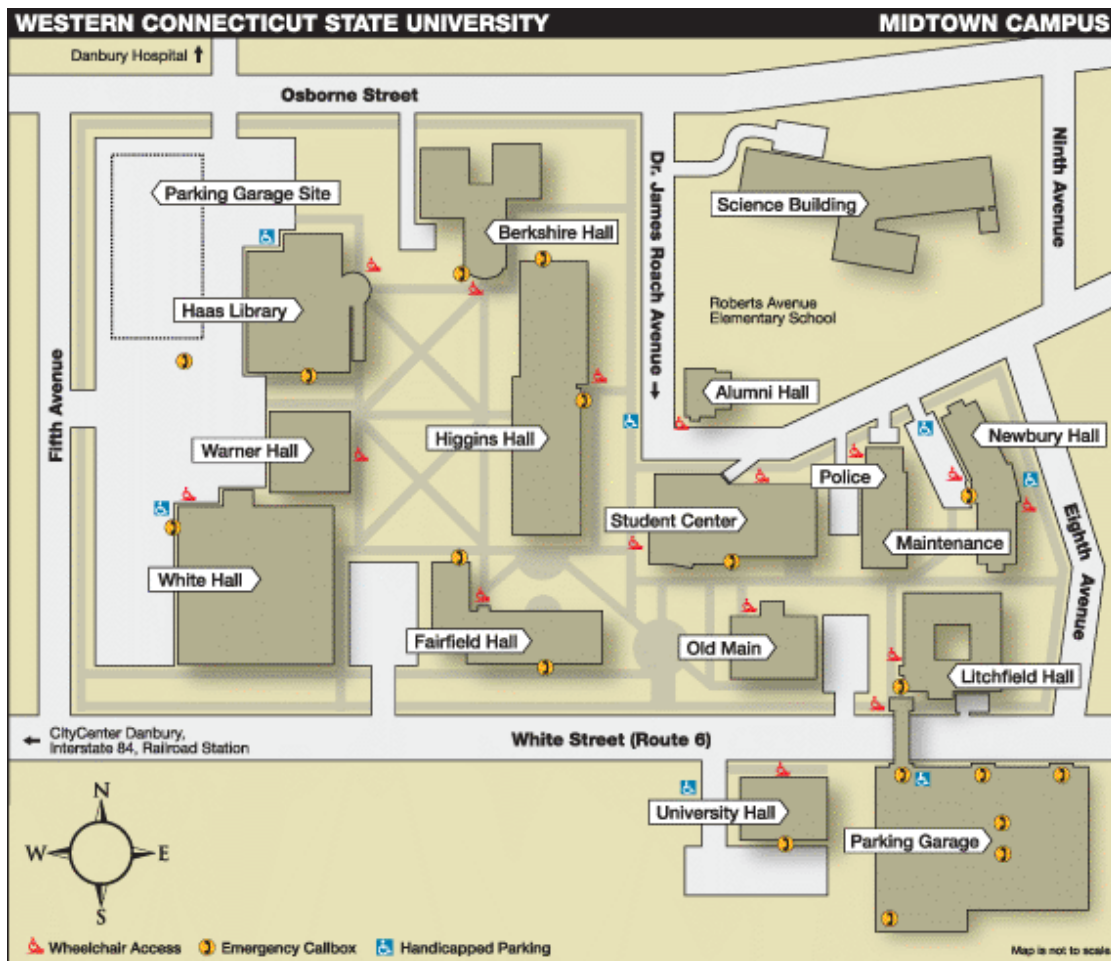 WESTERN CONNECTICUT STATE UNIVERSITY
MIDTOWN CAMPUS
Danbury Hospital
Osborne Street
Ninth Avenue
Dr. James Roach Avenue
Parking Garage Site
Science Building
Berkshire Hall
Haas Library
Roberts Avenue
Elementary School
Fifth Avenue
Alumni Hall
Warner Hall
Higgins Hall
Newbury Hall
Police
Student Center
Maintenance
Eighth Avenue
White Hall
Fairfield Hall
Old Main
Litchfield Hall
CityCenter Danbury,
Interstate 84, Railroad Station
White Street (Route 6)
University Hall
Parking Garage
N
W
E
S
Wheelchair Access
Emergency Callbox
Handicapped Parking
Map is not to scale